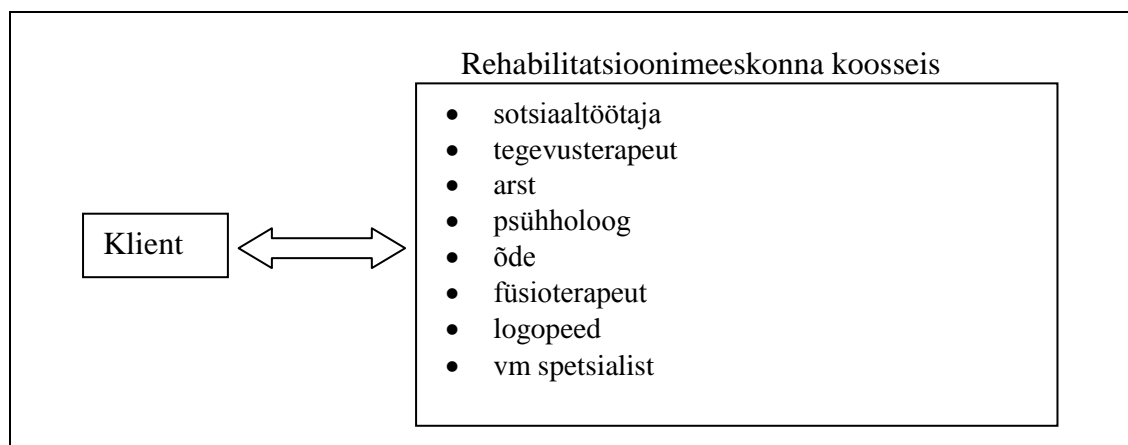 Rehabilitatsioonimeeskonna koosseis
• sotsiaaltöötaja
• tegevusterapeut
• arst
• psühholoog
• õde
• füsioterapeut
• logopeed
• vm spetsialist
Klient